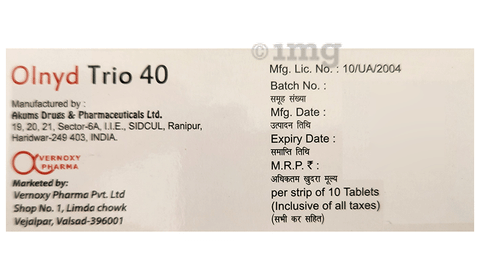 1mg
Olnyd Trio 40
Manufactured by :
Akums Drugs & Pharmaceuticals Ltd.
19, 20, 21, Sector-6A, I.I.E., SIDCUL, Ranipur,
Haridwar-249 403, INDIA.
VERNOXY
PHARMA
Marketed by:
Vernoxy Pharma Pvt. Ltd
Shop No. 1, Limda chowk
Vejalpar, Valsad-396001
Mfg. Lic. No. : 10/UA/2004
Batch No. :
समूह संख्या
Mfg. Date :
उत्पादन तिथि
Expiry Date :
समाप्ति तिथि
M.R.P. ₹ :
अधिकतम खुदरा मूल्य
per strip of 10 Tablets
(Inclusive of all taxes)
(सभी कर सहित)